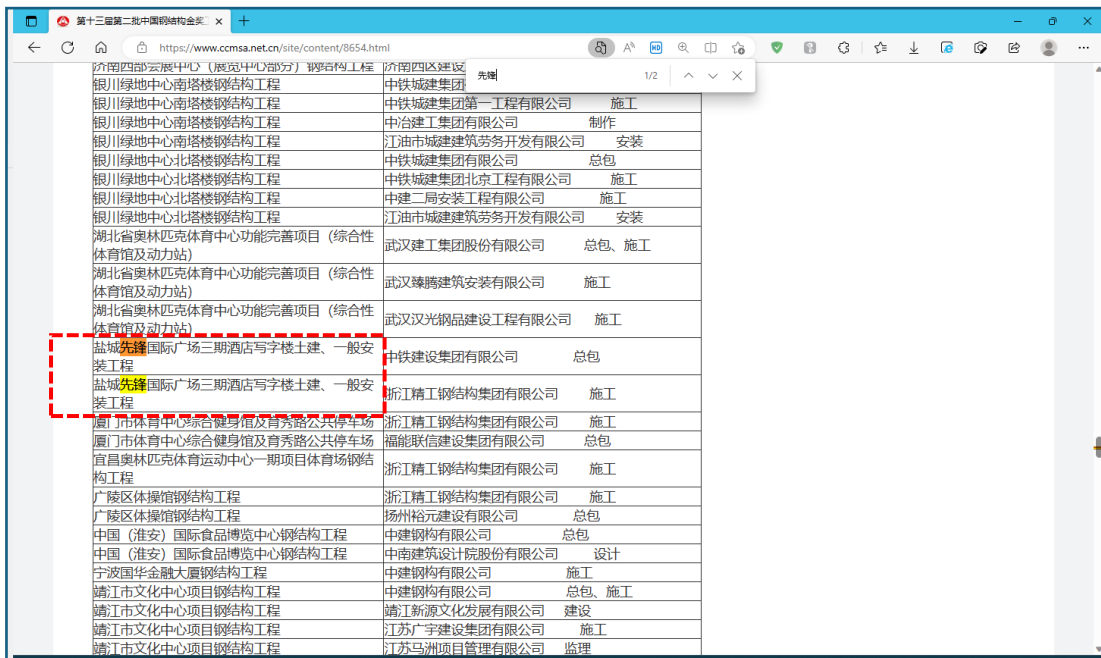 第十三届第二批中国钢结构金奖
https://www.ccmsa.net.cn/site/content/8654.html
先锋 1/2
济南西部会展中心（展览中心部分）钢结构工程 济南西区建设
银川绿地中心南塔楼钢结构工程 中铁城建集团
银川绿地中心南塔楼钢结构工程 中铁城建集团第一工程有限公司 施工
银川绿地中心南塔楼钢结构工程 中冶建工集团有限公司 制作
银川绿地中心南塔楼钢结构工程 江油市城建建筑劳务开发有限公司 安装
银川绿地中心北塔楼钢结构工程 中铁城建集团有限公司 总包
银川绿地中心北塔楼钢结构工程 中铁城建集团北京工程有限公司 施工
银川绿地中心北塔楼钢结构工程 中建二局安装工程有限公司 施工
银川绿地中心北塔楼钢结构工程 江油市城建建筑劳务开发有限公司 安装
湖北省奥林匹克体育中心功能完善项目（综合性
体育馆及动力站） 武汉建工集团股份有限公司 总包、施工
湖北省奥林匹克体育中心功能完善项目（综合性
体育馆及动力站） 武汉臻腾建筑安装有限公司 施工
湖北省奥林匹克体育中心功能完善项目（综合性
体育馆及动力站） 武汉汉光钢品建设工程有限公司 施工
盐城先锋国际广场三期酒店写字楼土建、一般安
装工程 中铁建设集团有限公司 总包
盐城先锋国际广场三期酒店写字楼土建、一般安
装工程 浙江精工钢结构集团有限公司 施工
厦门市体育中心综合健身馆及育秀路公共停车场 浙江精工钢结构集团有限公司 施工
厦门市体育中心综合健身馆及育秀路公共停车场 福能联信建设集团有限公司 总包
宜昌奥林匹克体育运动中心一期项目体育场钢结
构工程 浙江精工钢结构集团有限公司 施工
广陵区体操馆钢结构工程 浙江精工钢结构集团有限公司 施工
广陵区体操馆钢结构工程 扬州裕元建设有限公司 总包
中国（淮安）国际食品博览中心钢结构工程 中建钢构有限公司 总包
中国（淮安）国际食品博览中心钢结构工程 中南建筑设计院股份有限公司 设计
宁波国华金融大厦钢结构工程 中建钢构有限公司 施工
靖江市文化中心项目钢结构工程 中建钢构有限公司 总包、施工
靖江市文化中心项目钢结构工程 靖江新源文化发展有限公司 建设
靖江市文化中心项目钢结构工程 江苏广宇建设集团有限公司 施工
靖江市文化中心项目钢结构工程 江苏马洲项目管理有限公司 监理